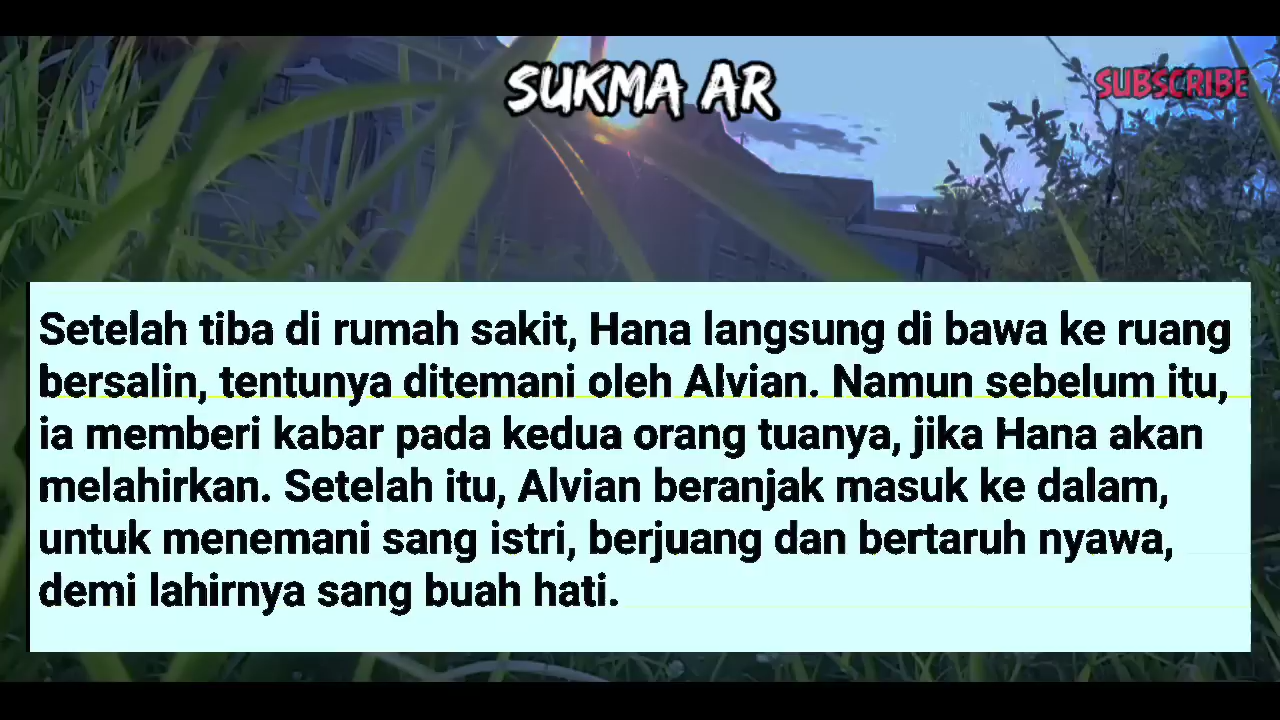 SUKMA AR
SUBSCRIBE
Setelah tiba di rumah sakit, Hana langsung di bawa ke ruang
bersalin, tentunya ditemani oleh Alvian. Namun sebelum itu,
ia memberi kabar pada kedua orang tuanya, jika Hana akan
melahirkan. Setelah itu, Alvian beranjak masuk ke dalam,
untuk menemani sang istri, berjuang dan bertaruh nyawa,
demi lahirnya sang buah hati.